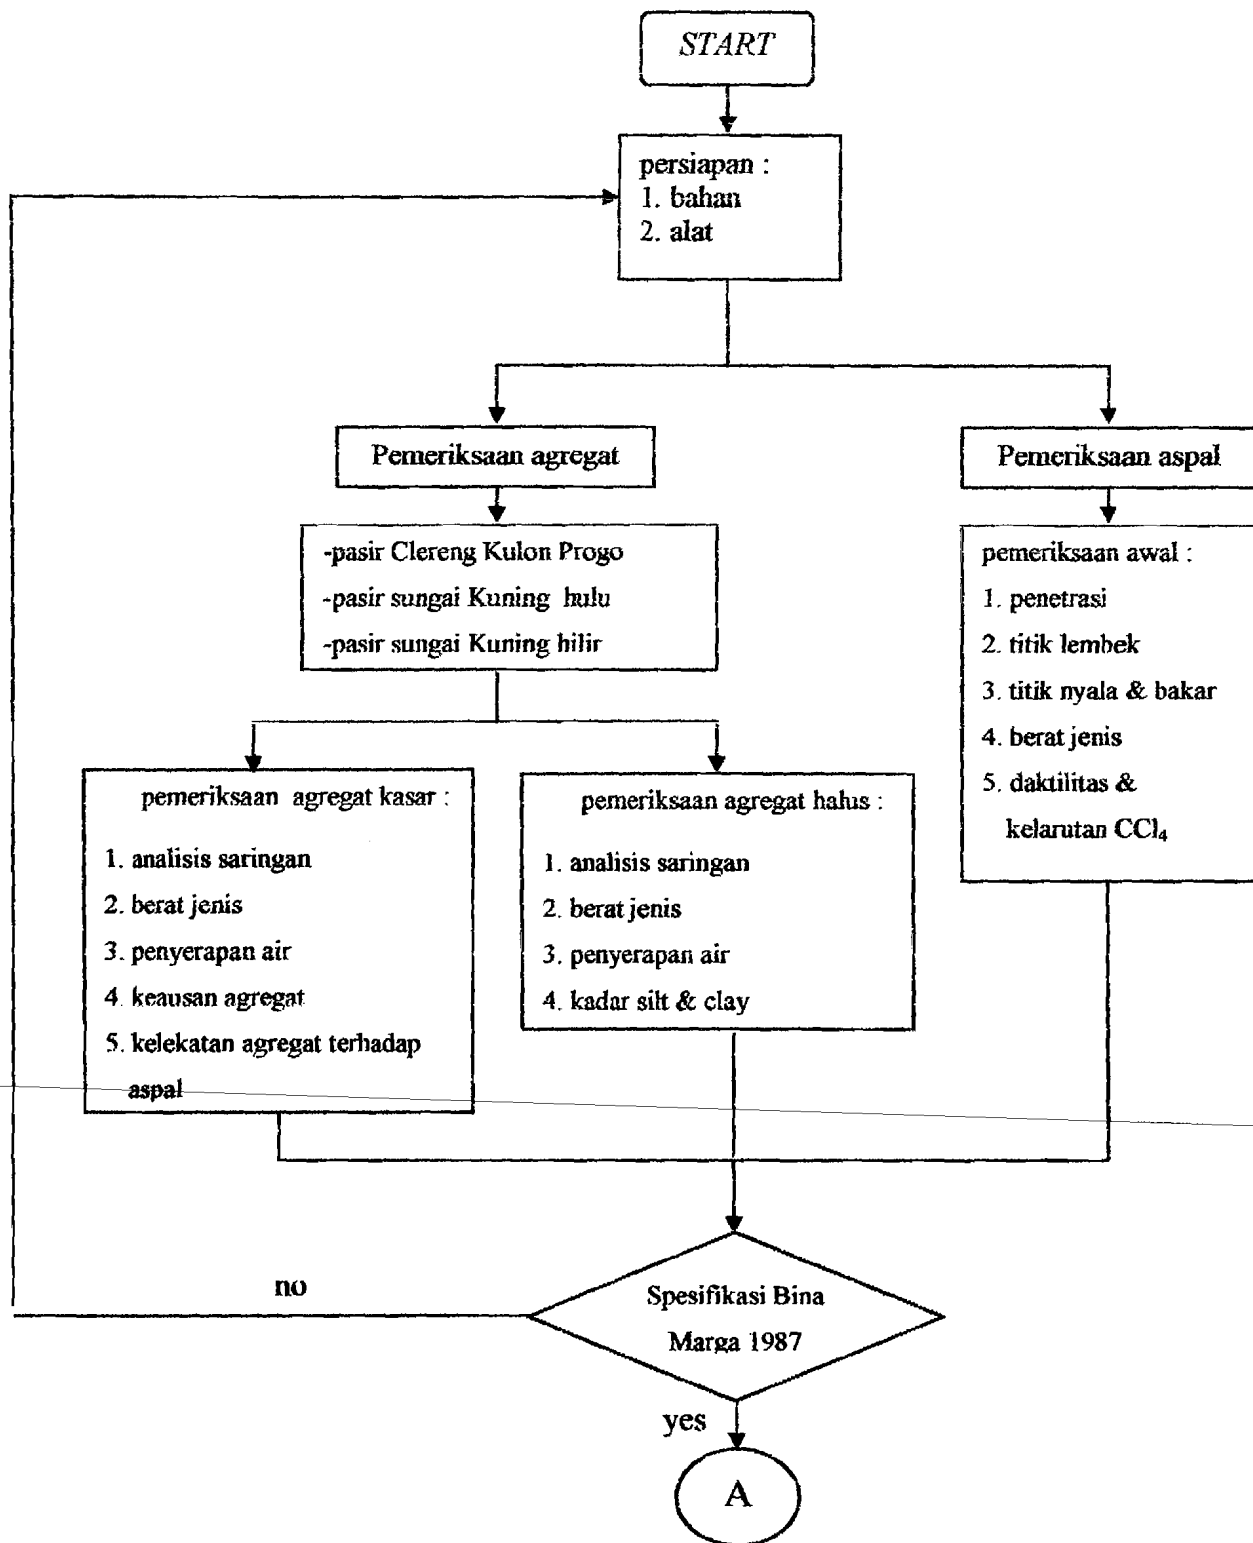 START
persiapan :
1. bahan
2. alat
Pemeriksaan agregat
Pemeriksaan aspal
-pasir Clereng Kulon Progo
-pasir sungai Kuning hulu
-pasir sungai Kuning hilir
pemeriksaan awal :
1. penetrasi
2. titik lembek
3. titik nyala & bakar
4. berat jenis
5. daktilitas &
kelarutan CCl₄
pemeriksaan agregat kasar :
1. analisis saringan
2. berat jenis
3. penyerapan air
4. keausan agregat
5. kelekatan agregat terhadap
aspal
pemeriksaan agregat halus :
1. analisis saringan
2. berat jenis
3. penyerapan air
4. kadar silt & clay
no
Spesifikasi Bina
Marga 1987
yes
A